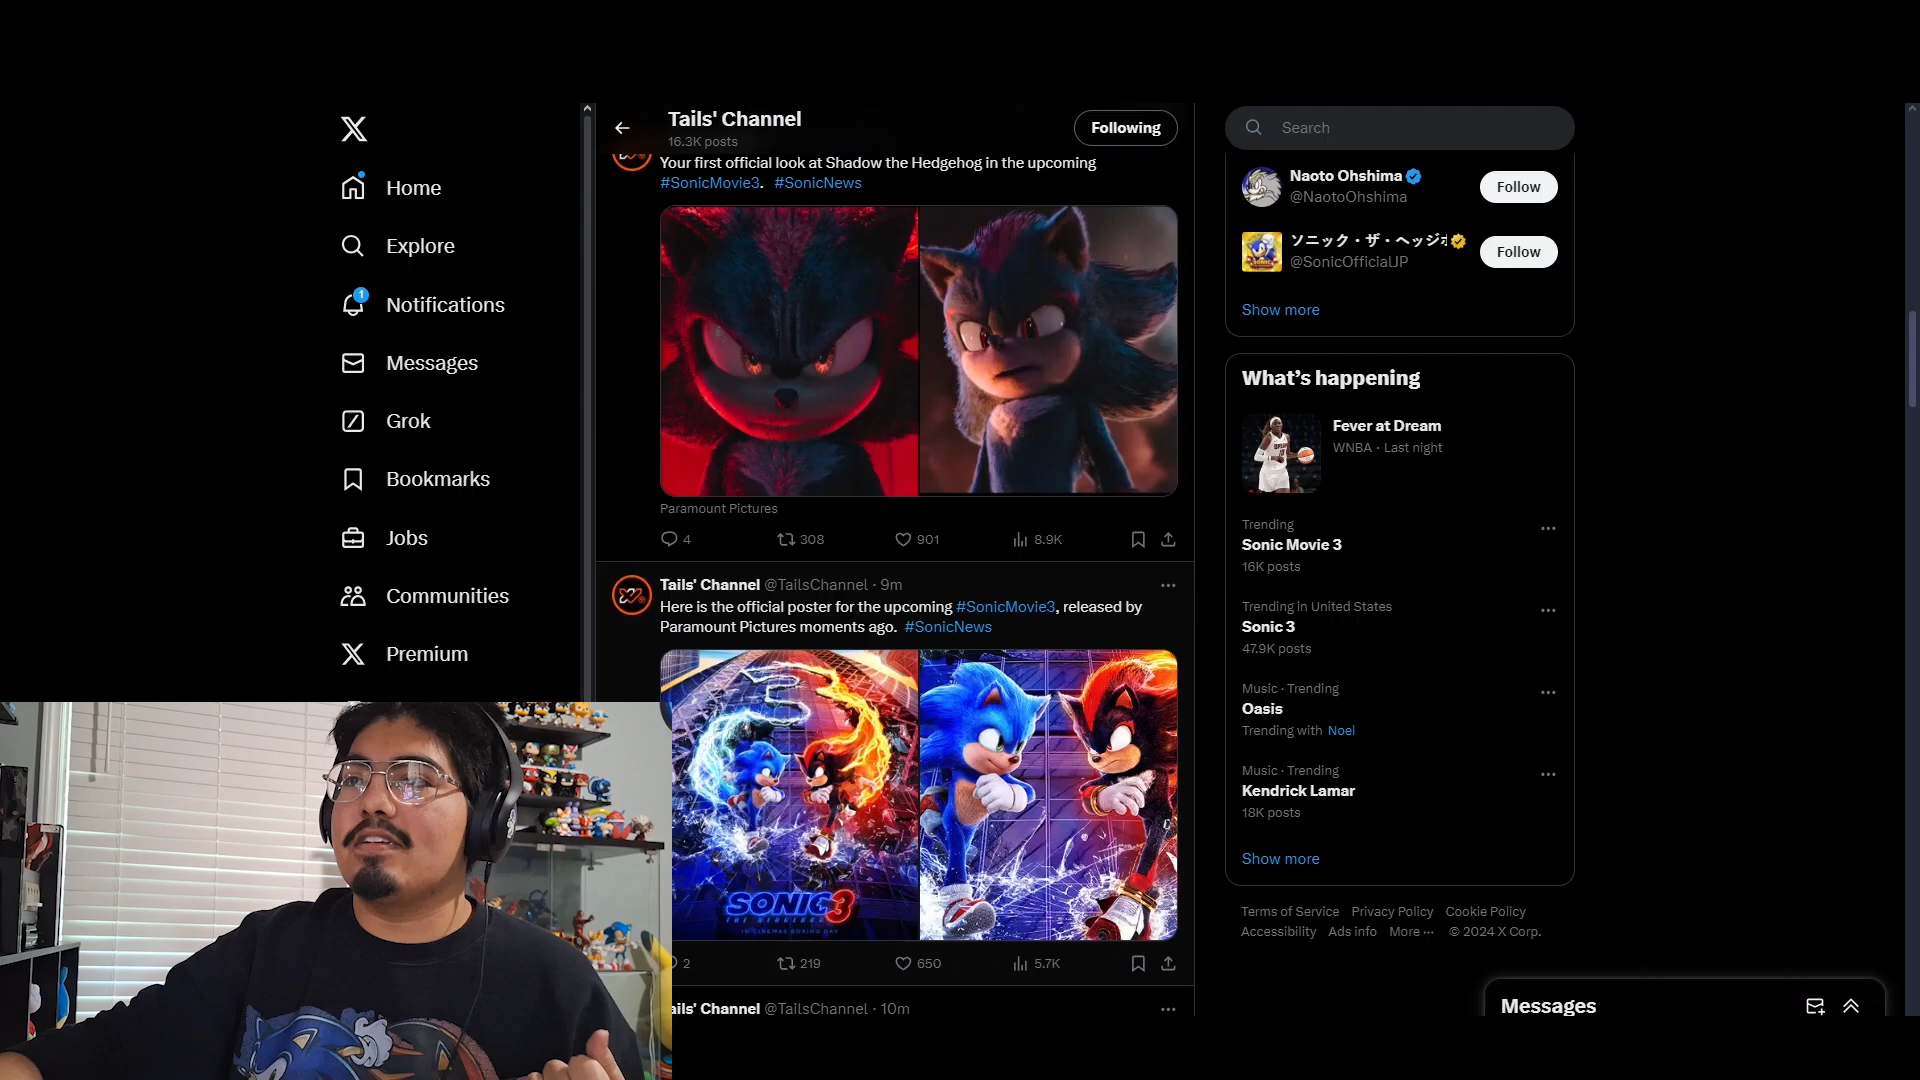 Home
Explore
1
Notifications
Messages
Grok
Bookmarks
Jobs
Communities
Premium
Tails' Channel
16.3K posts
Following
Your first official look at Shadow the Hedgehog in the upcoming
#SonicMovie3. #SonicNews
Paramount Pictures
4 308 901 8.9K
Tails' Channel @TailsChannel · 9m
Here is the official poster for the upcoming #SonicMovie3, released by
Paramount Pictures moments ago. #SonicNews
SONIC 3
THE HEDGEHOG
IN CINEMAS BOXING DAY
2 219 650 5.7K
ails' Channel @TailsChannel · 10m
Search
Naoto Ohshima
@NaotoOhshima
Follow
ソニック・ザ・ヘッジ
@SonicOfficialJP
Follow
Show more
What's happening
Fever at Dream
WNBA · Last night
Trending
Sonic Movie 3
16K posts
Trending in United States
Sonic 3
47.9K posts
Music · Trending
Oasis
Trending with Noel
Music · Trending
Kendrick Lamar
18K posts
Show more
Terms of Service Privacy Policy Cookie Policy
Accessibility Ads info More ··· © 2024 X Corp.
Messages